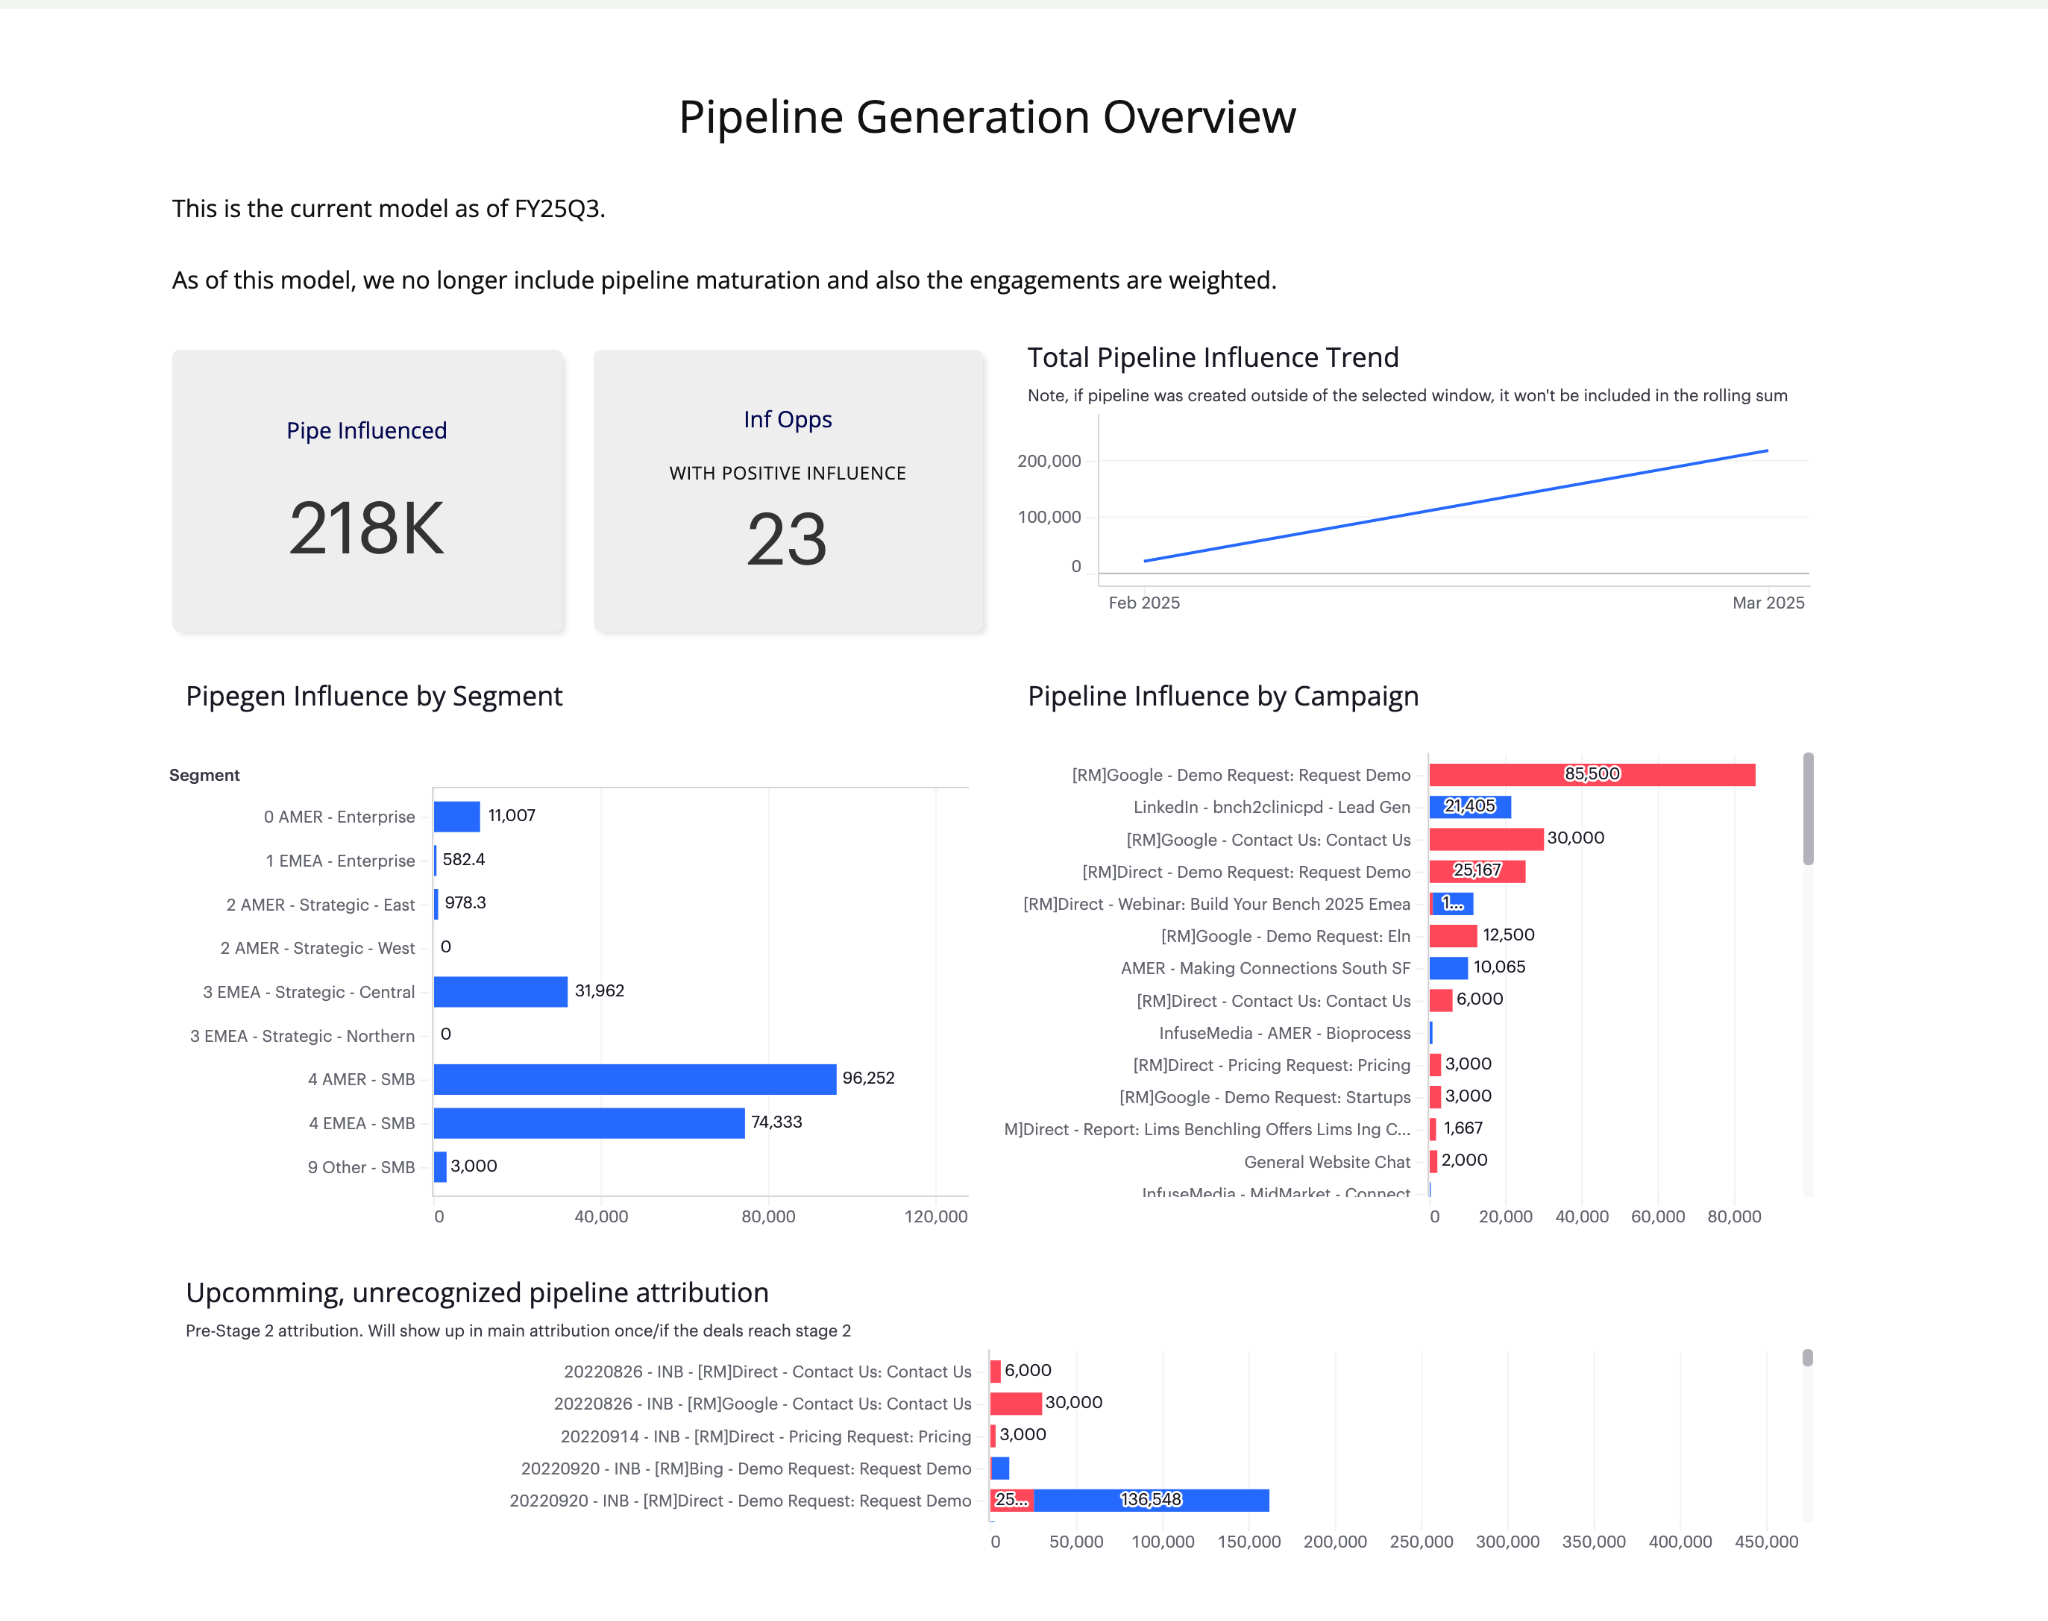 Pipeline Generation Overview
This is the current model as of FY25Q3.
As of this model, we no longer include pipeline maturation and also the engagements are weighted.
Pipe Influenced
218K
Inf Opps
WITH POSITIVE INFLUENCE
23
Total Pipeline Influence Trend
Note, if pipeline was created outside of the selected window, it won't be included in the rolling sum
200,000
100,000
0
Feb 2025 Mar 2025
Pipegen Influence by Segment
Segment
0 AMER - Enterprise 11,007
1 EMEA - Enterprise 582.4
2 AMER - Strategic - East 978.3
2 AMER - Strategic - West 0
3 EMEA - Strategic - Central 31,962
3 EMEA - Strategic - Northern 0
4 AMER - SMB 96,252
4 EMEA - SMB 74,333
9 Other - SMB 3,000
0 40,000 80,000 120,000
Pipeline Influence by Campaign
[RM]Google - Demo Request: Request Demo 85,500
LinkedIn - bnch2clinicpd - Lead Gen 21,405
[RM]Google - Contact Us: Contact Us 30,000
[RM]Direct - Demo Request: Request Demo 25,167
[RM]Direct - Webinar: Build Your Bench 2025 Emea 1...
[RM]Google - Demo Request: Eln 12,500
AMER - Making Connections South SF 10,065
[RM]Direct - Contact Us: Contact Us 6,000
InfuseMedia - AMER - Bioprocess
[RM]Direct - Pricing Request: Pricing 3,000
[RM]Google - Demo Request: Startups 3,000
M]Direct - Report: Lims Benchling Offers Lims Ing C... 1,667
General Website Chat 2,000
InfuseMedia - MidMarket - Connect
0 20,000 40,000 60,000 80,000
Upcomming, unrecognized pipeline attribution
Pre-Stage 2 attribution. Will show up in main attribution once/if the deals reach stage 2
20220826 - INB - [RM]Direct - Contact Us: Contact Us 6,000
20220826 - INB - [RM]Google - Contact Us: Contact Us 30,000
20220914 - INB - [RM]Direct - Pricing Request: Pricing 3,000
20220920 - INB - [RM]Bing - Demo Request: Request Demo
20220920 - INB - [RM]Direct - Demo Request: Request Demo 25... 136,548
0 50,000 100,000 150,000 200,000 250,000 300,000 350,000 400,000 450,000